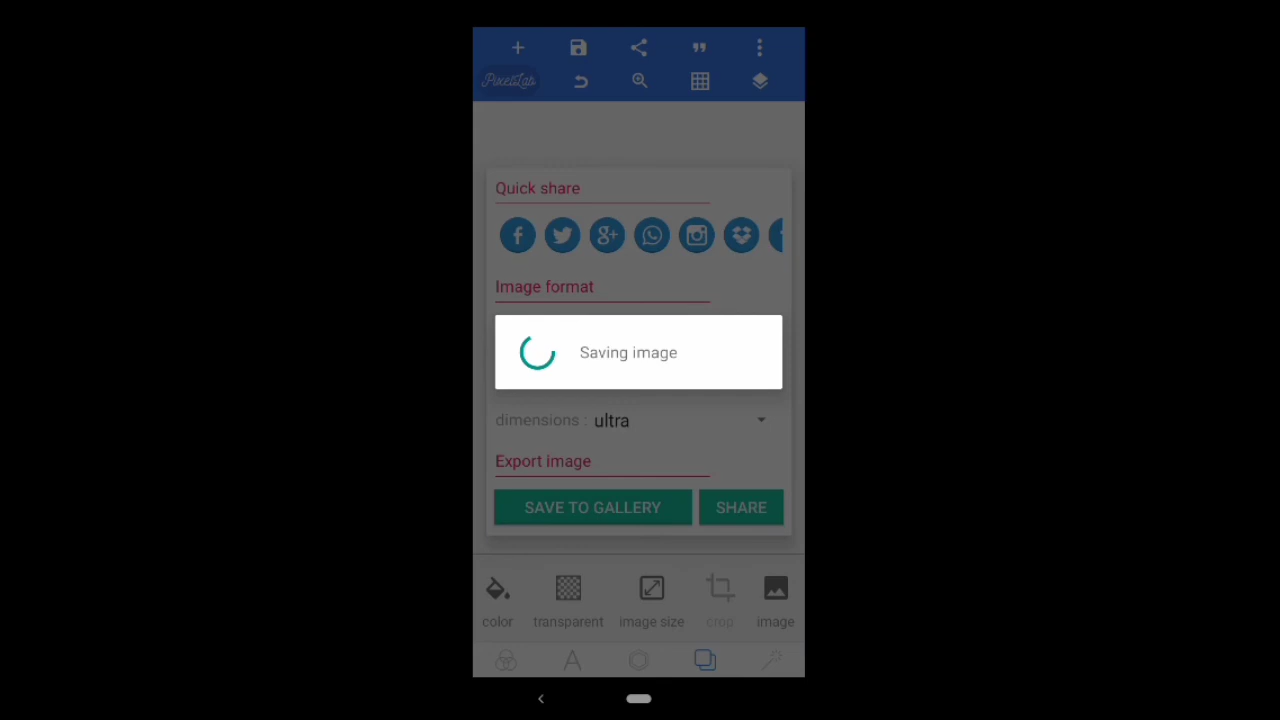 PixelLab
Quick share
Image format
Saving image
dimensions : ultra
Export image
SAVE TO GALLERY SHARE
color transparent image size crop image